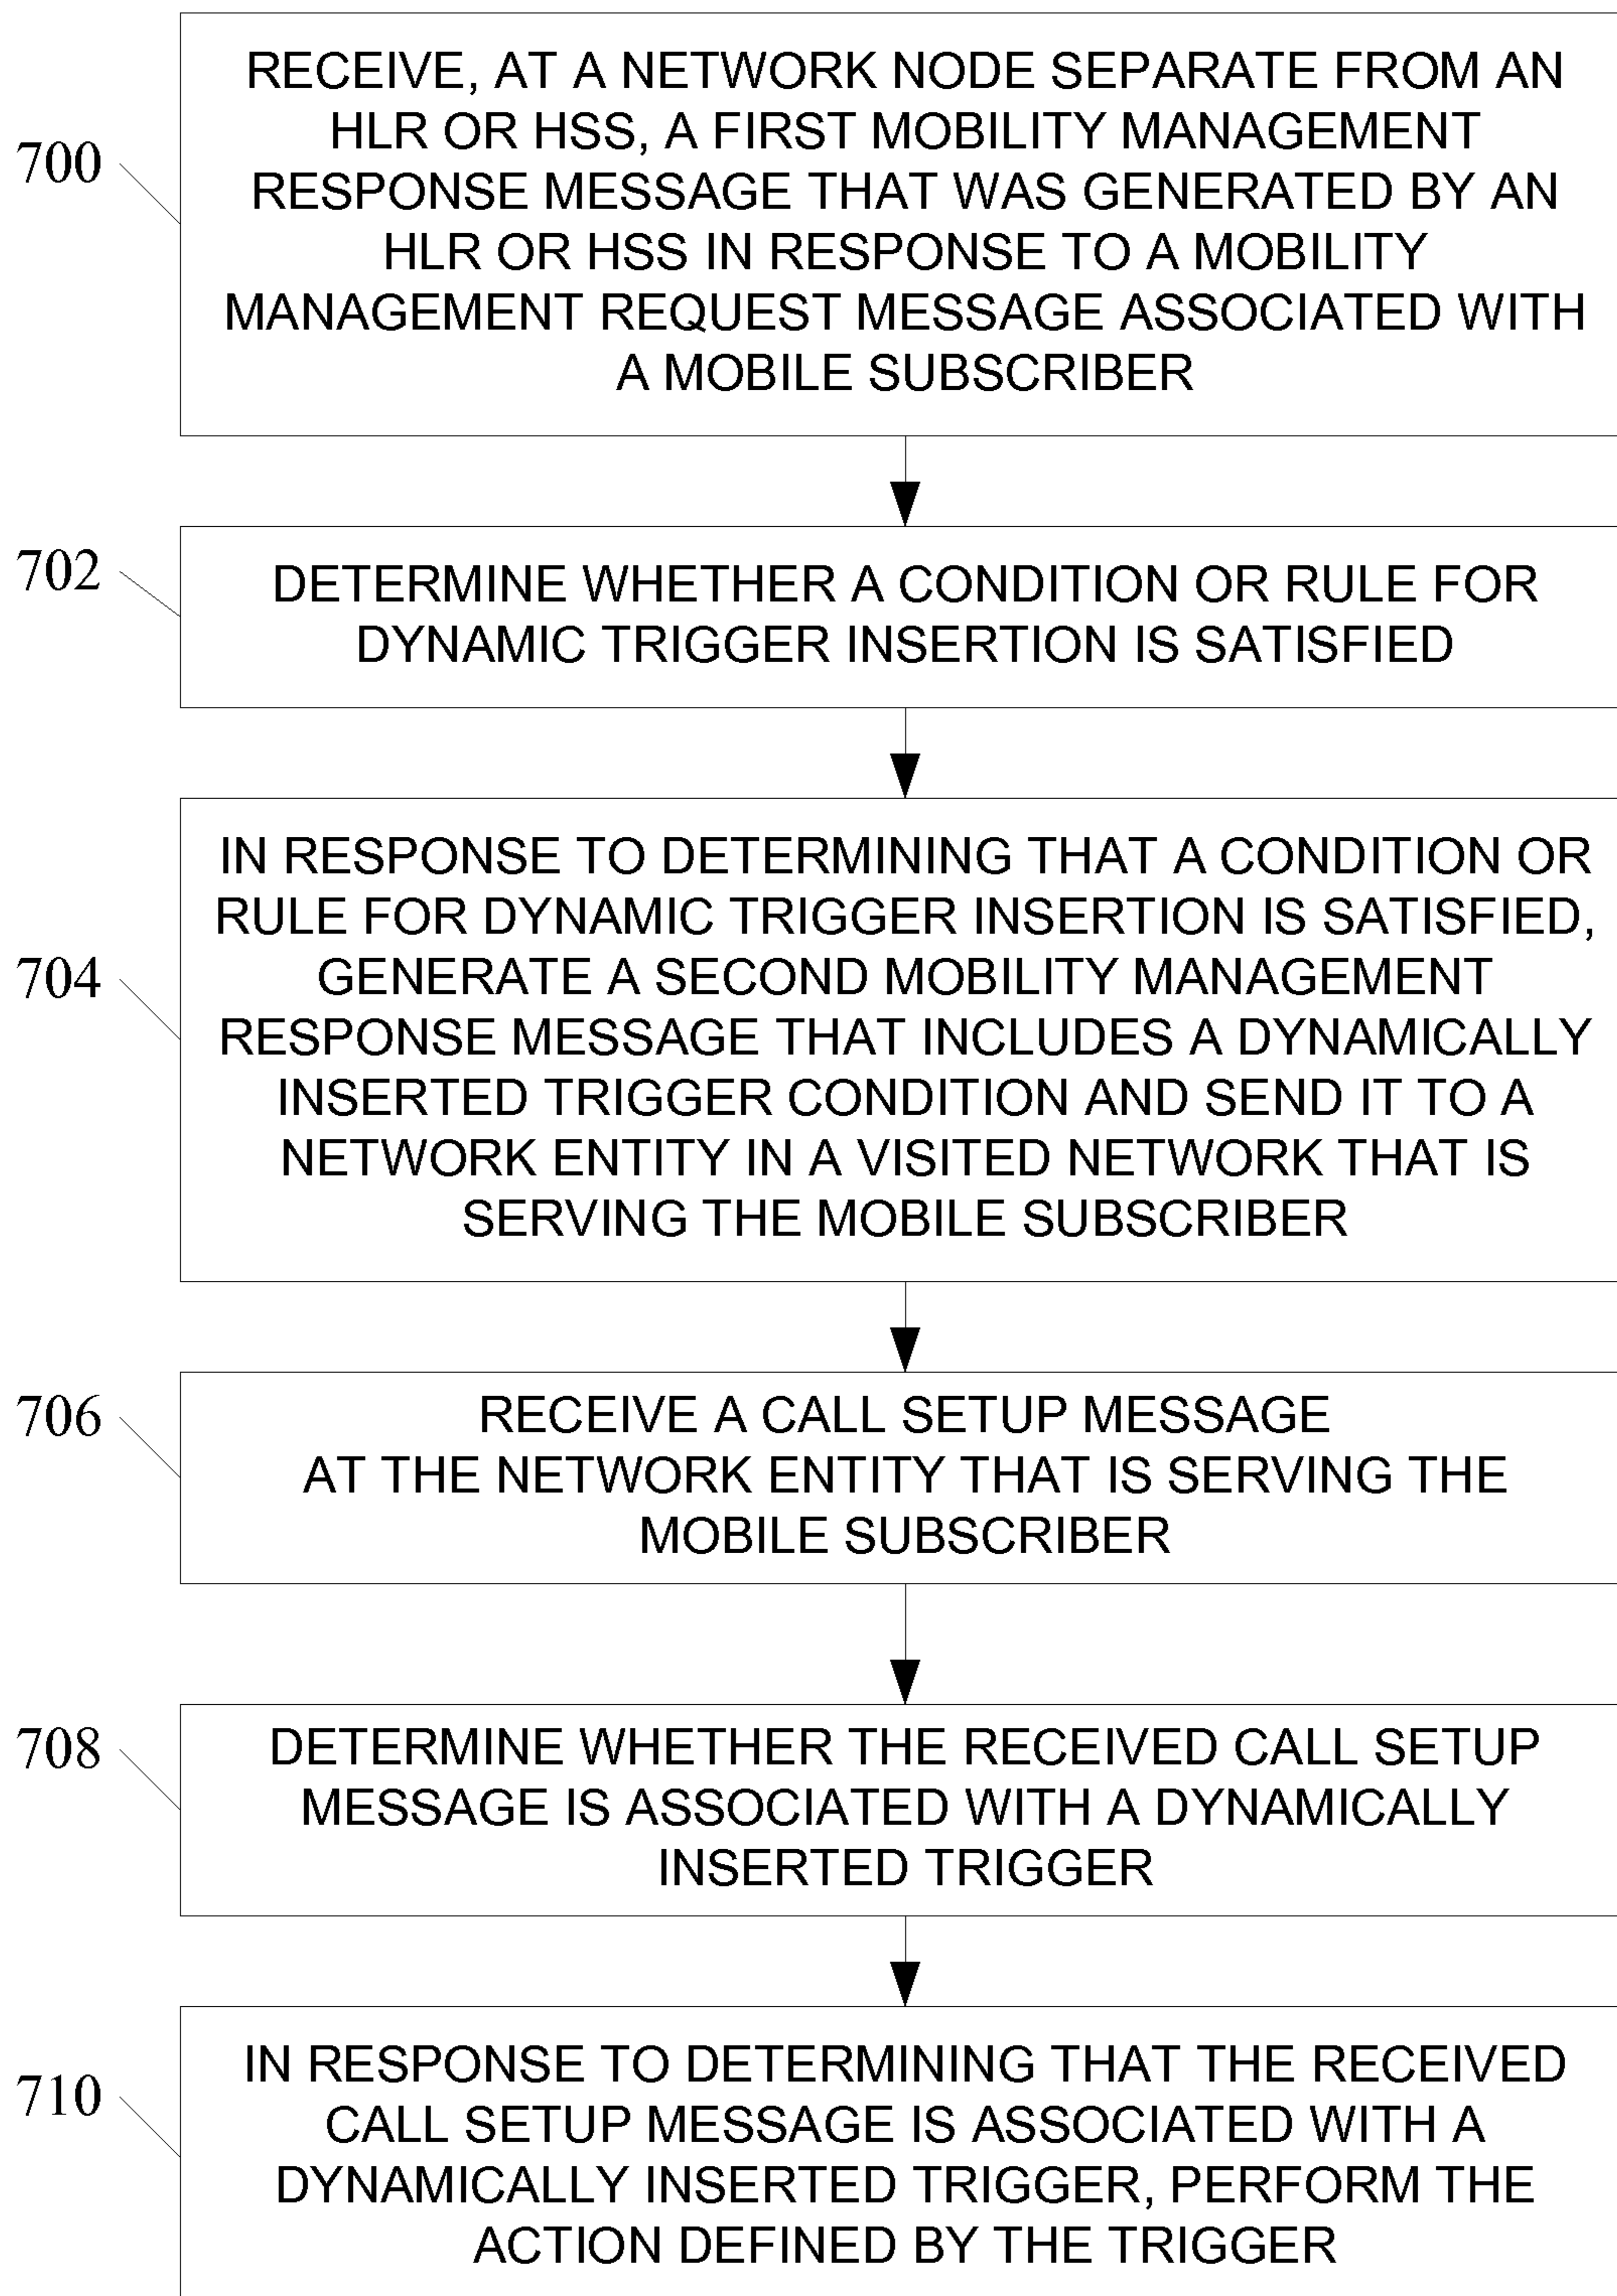 RECEIVE, AT A NETWORK NODE SEPARATE FROM AN
HLR OR HSS, A FIRST MOBILITY MANAGEMENT
700
RESPONSE MESSAGE THAT WAS GENERATED BY AN
HLR OR HSS IN RESPONSE TO A MOBILITY
MANAGEMENT REQUEST MESSAGE ASSOCIATED WITH
A MOBILE SUBSCRIBER
702
DETERMINE WHETHER A CONDITION OR RULE FOR
DYNAMIC TRIGGER INSERTION IS SATISFIED
IN RESPONSE TO DETERMINING THAT A CONDITION OR
RULE FOR DYNAMIC TRIGGER INSERTION IS SATISFIED,
704
GENERATE A SECOND MOBILITY MANAGEMENT
RESPONSE MESSAGE THAT INCLUDES A DYNAMICALLY
INSERTED TRIGGER CONDITION AND SEND IT TO A
NETWORK ENTITY IN A VISITED NETWORK THAT IS
SERVING THE MOBILE SUBSCRIBER
706
RECEIVE A CALL SETUP MESSAGE
AT THE NETWORK ENTITY THAT IS SERVING THE
MOBILE SUBSCRIBER
708
DETERMINE WHETHER THE RECEIVED CALL SETUP
MESSAGE IS ASSOCIATED WITH A DYNAMICALLY
INSERTED TRIGGER
IN RESPONSE TO DETERMINING THAT THE RECEIVED
710
CALL SETUP MESSAGE IS ASSOCIATED WITH A
DYNAMICALLY INSERTED TRIGGER, PERFORM THE
ACTION DEFINED BY THE TRIGGER